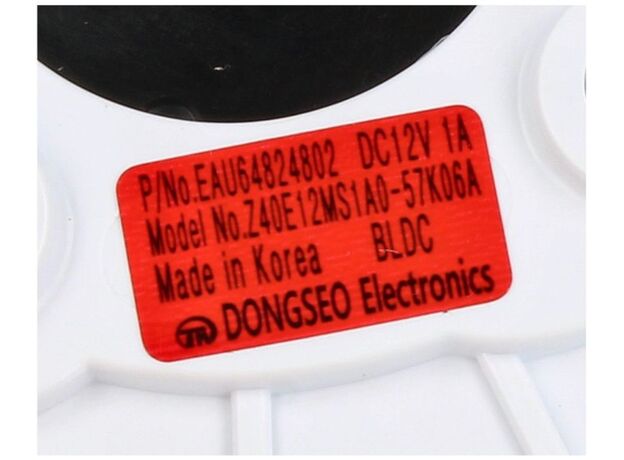 P/No.EAU64824802 DC12V 1A
Model No.Z40E12MS1A0-57K06A
Made in Korea BLDC
DONGSEO Electronics